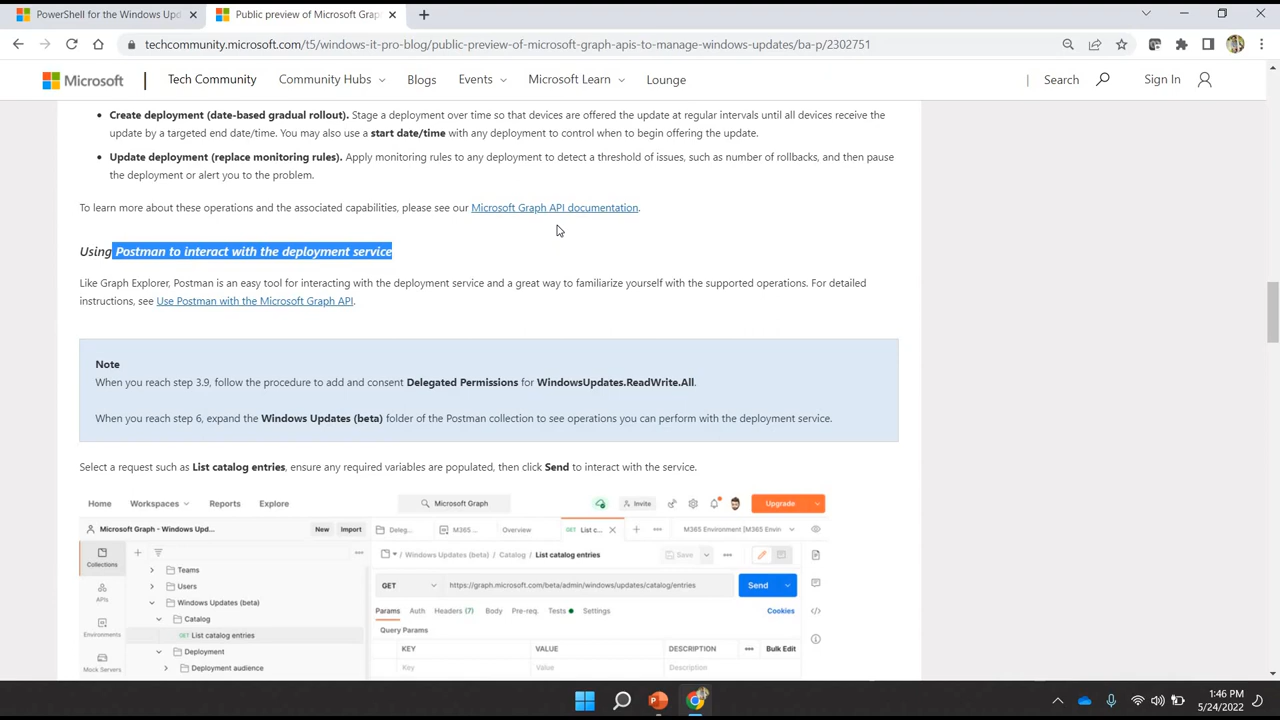 PowerShell for the Windows Upd
Public preview of Microsoft Grap
techcommunity.microsoft.com/t5/windows-it-pro-blog/public-preview-of-microsoft-graph-apis-to-manage-windows-updates/ba-p/2302751
Microsoft
Tech Community
Community Hubs
Blogs
Events
Microsoft Learn
Lounge
Search
Sign In
• Create deployment (date-based gradual rollout). Stage a deployment over time so that devices are offered the update at regular intervals until all devices receive the
update by a targeted end date/time. You may also use a start date/time with any deployment to control when to begin offering the update.
• Update deployment (replace monitoring rules). Apply monitoring rules to any deployment to detect a threshold of issues, such as number of rollbacks, and then pause
the deployment or alert you to the problem.
To learn more about these operations and the associated capabilities, please see our Microsoft Graph API documentation.
Using Postman to interact with the deployment service
Like Graph Explorer, Postman is an easy tool for interacting with the deployment service and a great way to familiarize yourself with the supported operations. For detailed
instructions, see Use Postman with the Microsoft Graph API.
Note
When you reach step 3.9, follow the procedure to add and consent Delegated Permissions for WindowsUpdates.ReadWrite.All.
When you reach step 6, expand the Windows Updates (beta) folder of the Postman collection to see operations you can perform with the deployment service.
Select a request such as List catalog entries, ensure any required variables are populated, then click Send to interact with the service.
Home Workspaces Reports Explore Microsoft Graph Invite Upgrade
Microsoft Graph - Windows Upd... New Import Deleg... M365 ... Overview GET List c... M365 Environment [M365 Envin
Collections
APIs
Environments
Mock Servers
Teams
Users
Windows Updates (beta)
Catalog
GET List catalog entries
Deployment
Deployment audience
Windows Updates (beta) / Catalog / List catalog entries Save
GET https://graph.microsoft.com/beta/admin/windows/updates/catalog/entries Send
Params Auth Headers (7) Body Pre-req. Tests Settings Cookies
Query Params
KEY VALUE DESCRIPTION Bulk Edit
Key Value Description
1:46 PM
5/24/2022